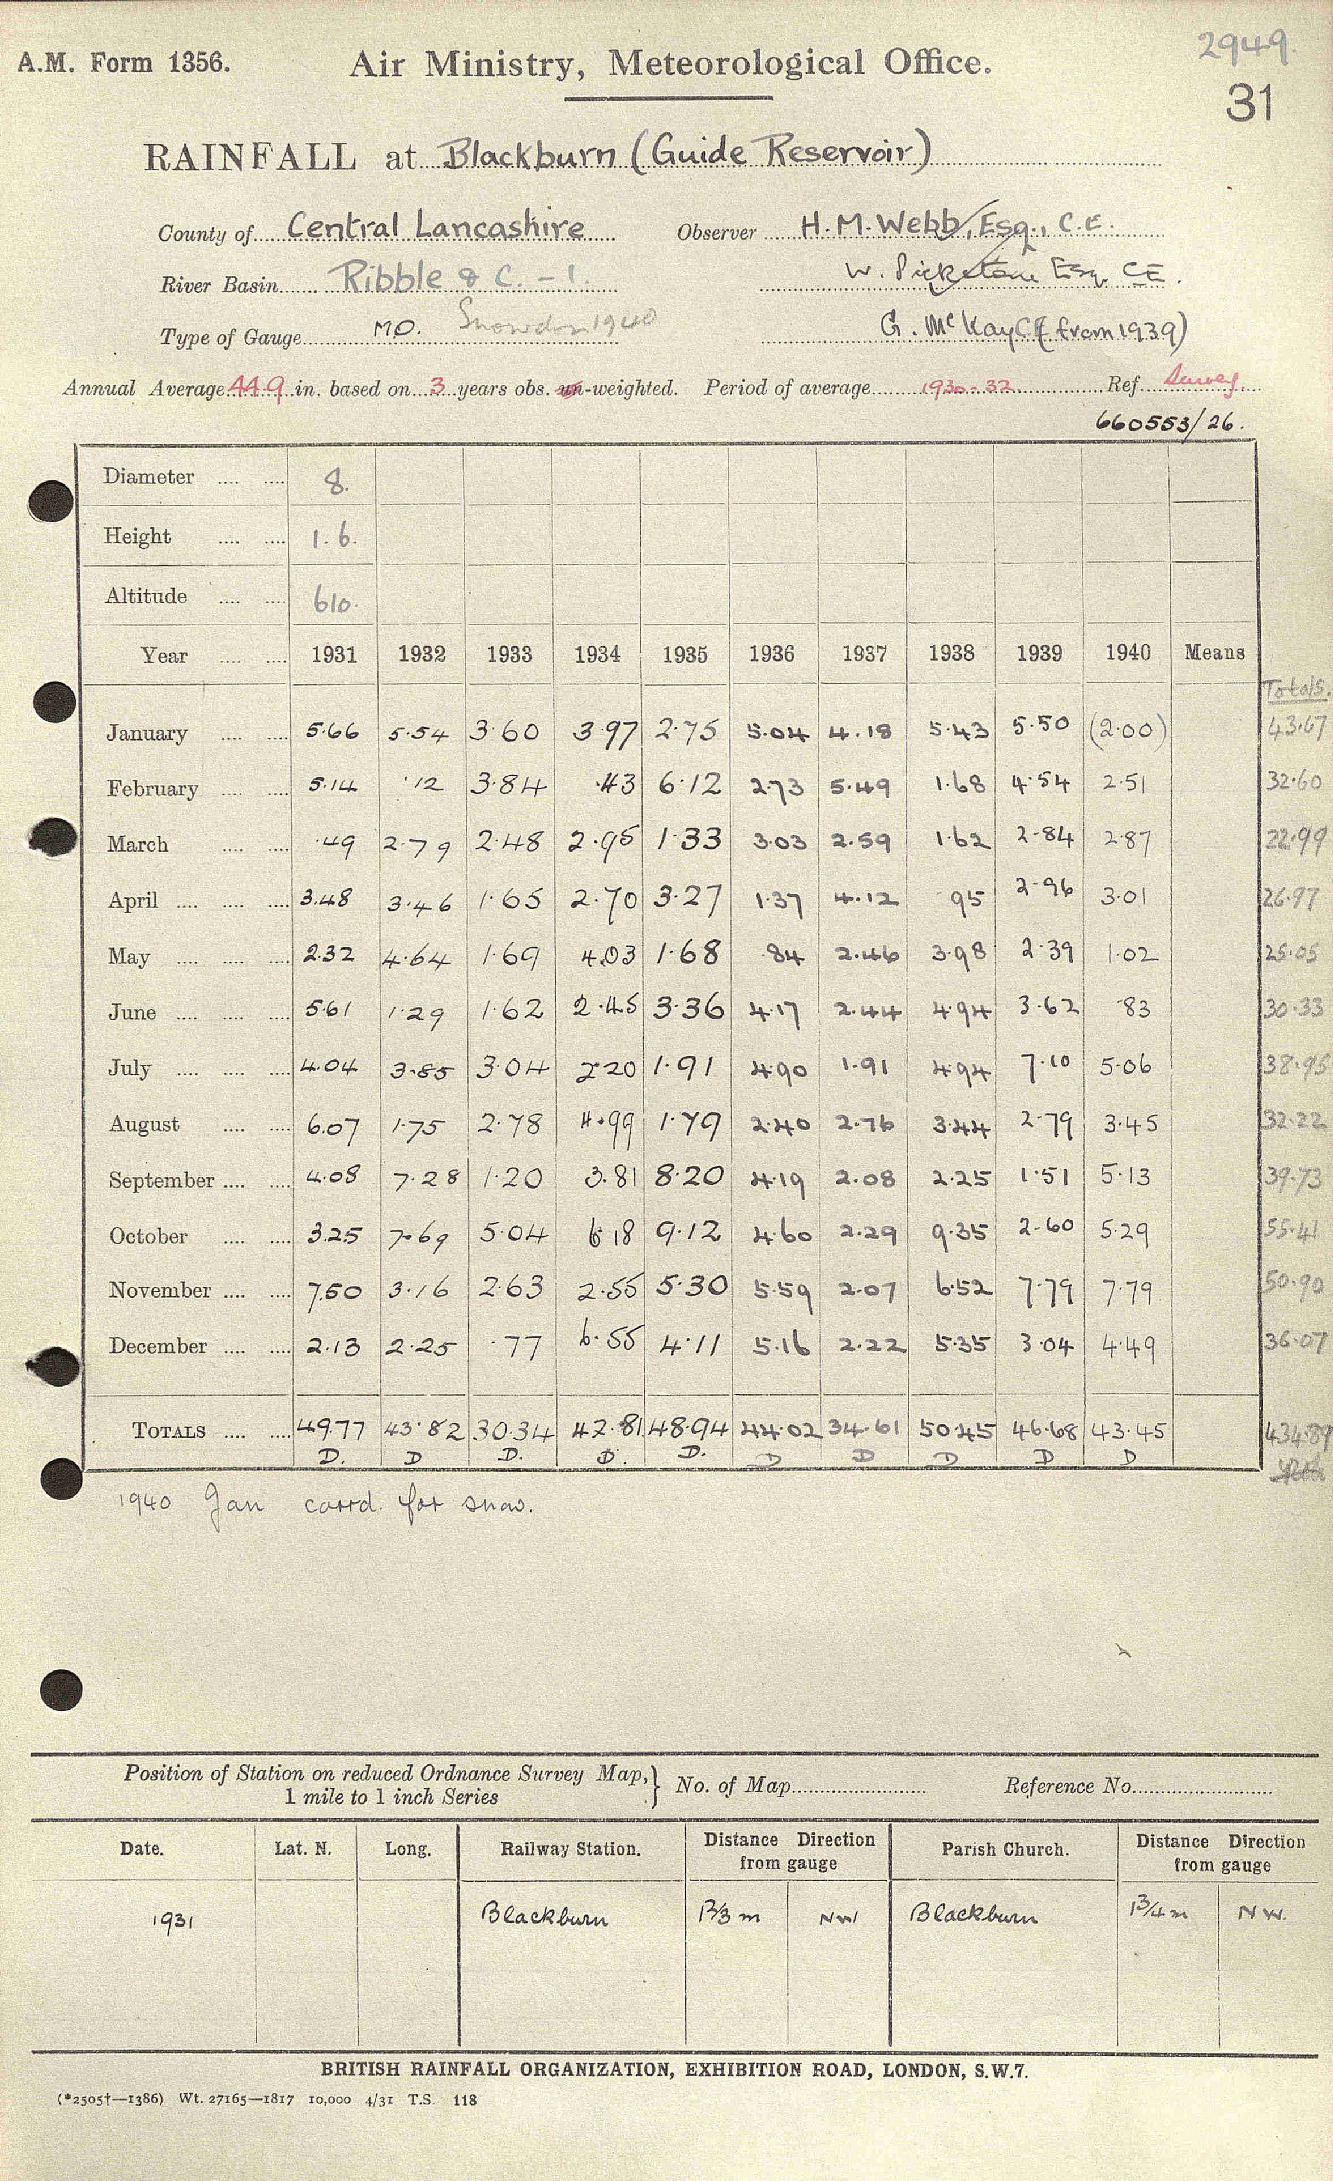 2949.
A.M. Form 1356. Air Ministry, Meteorological Office.
31
RAINFALL at Blackburn (Guide Reservoir)
County of Central Lancashire Observer H. M. Webb, Esq., C.E.
River Basin Ribble & C. - 1. W. Pickstone Esq. CE.
Type of Gauge MO. Snowdon 1940 G. McKay CE (from 1939)
Annual Average 44.9 in. based on 3 years obs. un-weighted. Period of average 1930-32 Ref. Survey
660553/26.
Diameter 8.
Height 1.6.
Altitude 610.
Year 1931 1932 1933 1934 1935 1936 1937 1938 1939 1940 Means
Totals.
January 5.66 5.54 3.60 3.97 2.75 5.04 4.18 5.43 5.50 (2.00) 43.67
February 5.14 .12 3.84 .43 6.12 2.73 5.49 1.68 4.54 2.51 32.60
March .49 2.79 2.48 2.95 1.33 3.03 2.59 1.62 2.84 2.87 22.99
April 3.48 3.46 1.65 2.70 3.27 1.37 4.12 .95 2.96 3.01 26.97
May 2.32 4.64 1.69 4.03 1.68 .84 2.46 3.98 2.39 1.02 25.05
June 5.61 1.29 1.62 2.45 3.36 4.17 2.44 4.94 3.62 .83 30.33
July 4.04 3.85 3.04 2.20 1.91 4.90 1.91 4.94 7.10 5.06 38.95
August 6.07 1.75 2.78 4.99 1.79 2.40 2.76 3.44 2.79 3.45 32.22
September 4.08 7.28 1.20 3.81 8.20 4.19 2.08 2.25 1.51 5.13 39.73
October 3.25 7.69 5.04 6.18 9.12 4.60 2.29 9.35 2.60 5.29 55.41
November 7.50 3.16 2.63 2.55 5.30 5.59 2.07 6.52 7.79 7.79 50.90
December 2.13 2.25 .77 6.55 4.11 5.16 2.22 5.35 3.04 4.49 36.07
TOTALS 49.77 43.82 30.34 42.81 48.94 44.02 34.61 50.45 46.68 43.45 434.89
D. D D. D. D. D D D D D
1940 Jan corrd. for snow.
Position of Station on reduced Ordnance Survey Map,} No. of Map Reference No.
1 mile to 1 inch Series
Date. Lat. N. Long. Railway Station. Distance Direction from gauge Parish Church. Distance Direction from gauge
1931 Blackburn 1⅔ m NW Blackburn 1¾ m NW.
BRITISH RAINFALL ORGANIZATION, EXHIBITION ROAD, LONDON, S.W.7.
(*2505†—1386) Wt. 27165—1817 10,000 4/31 T.S. 118